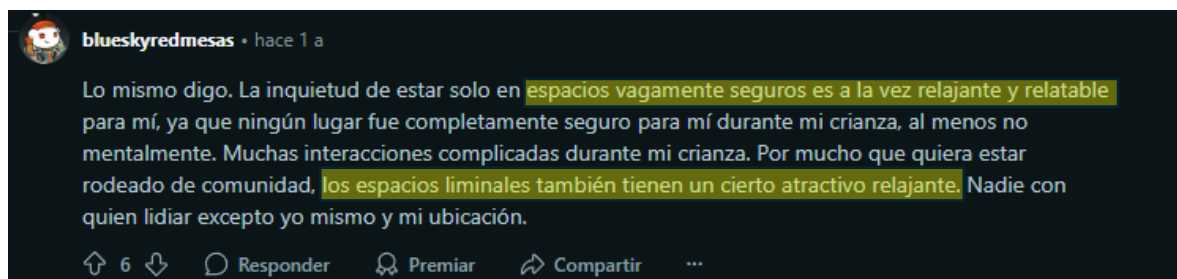 blueskyredmesas • hace 1 a
Lo mismo digo. La inquietud de estar solo en espacios vagamente seguros es a la vez relajante y relatable
para mí, ya que ningún lugar fue completamente seguro para mí durante mi crianza, al menos no
mentalmente. Muchas interacciones complicadas durante mi crianza. Por mucho que quiera estar
rodeado de comunidad, los espacios liminales también tienen un cierto atractivo relajante. Nadie con
quien lidiar excepto yo mismo y mi ubicación.
6 Responder Premiar Compartir ...